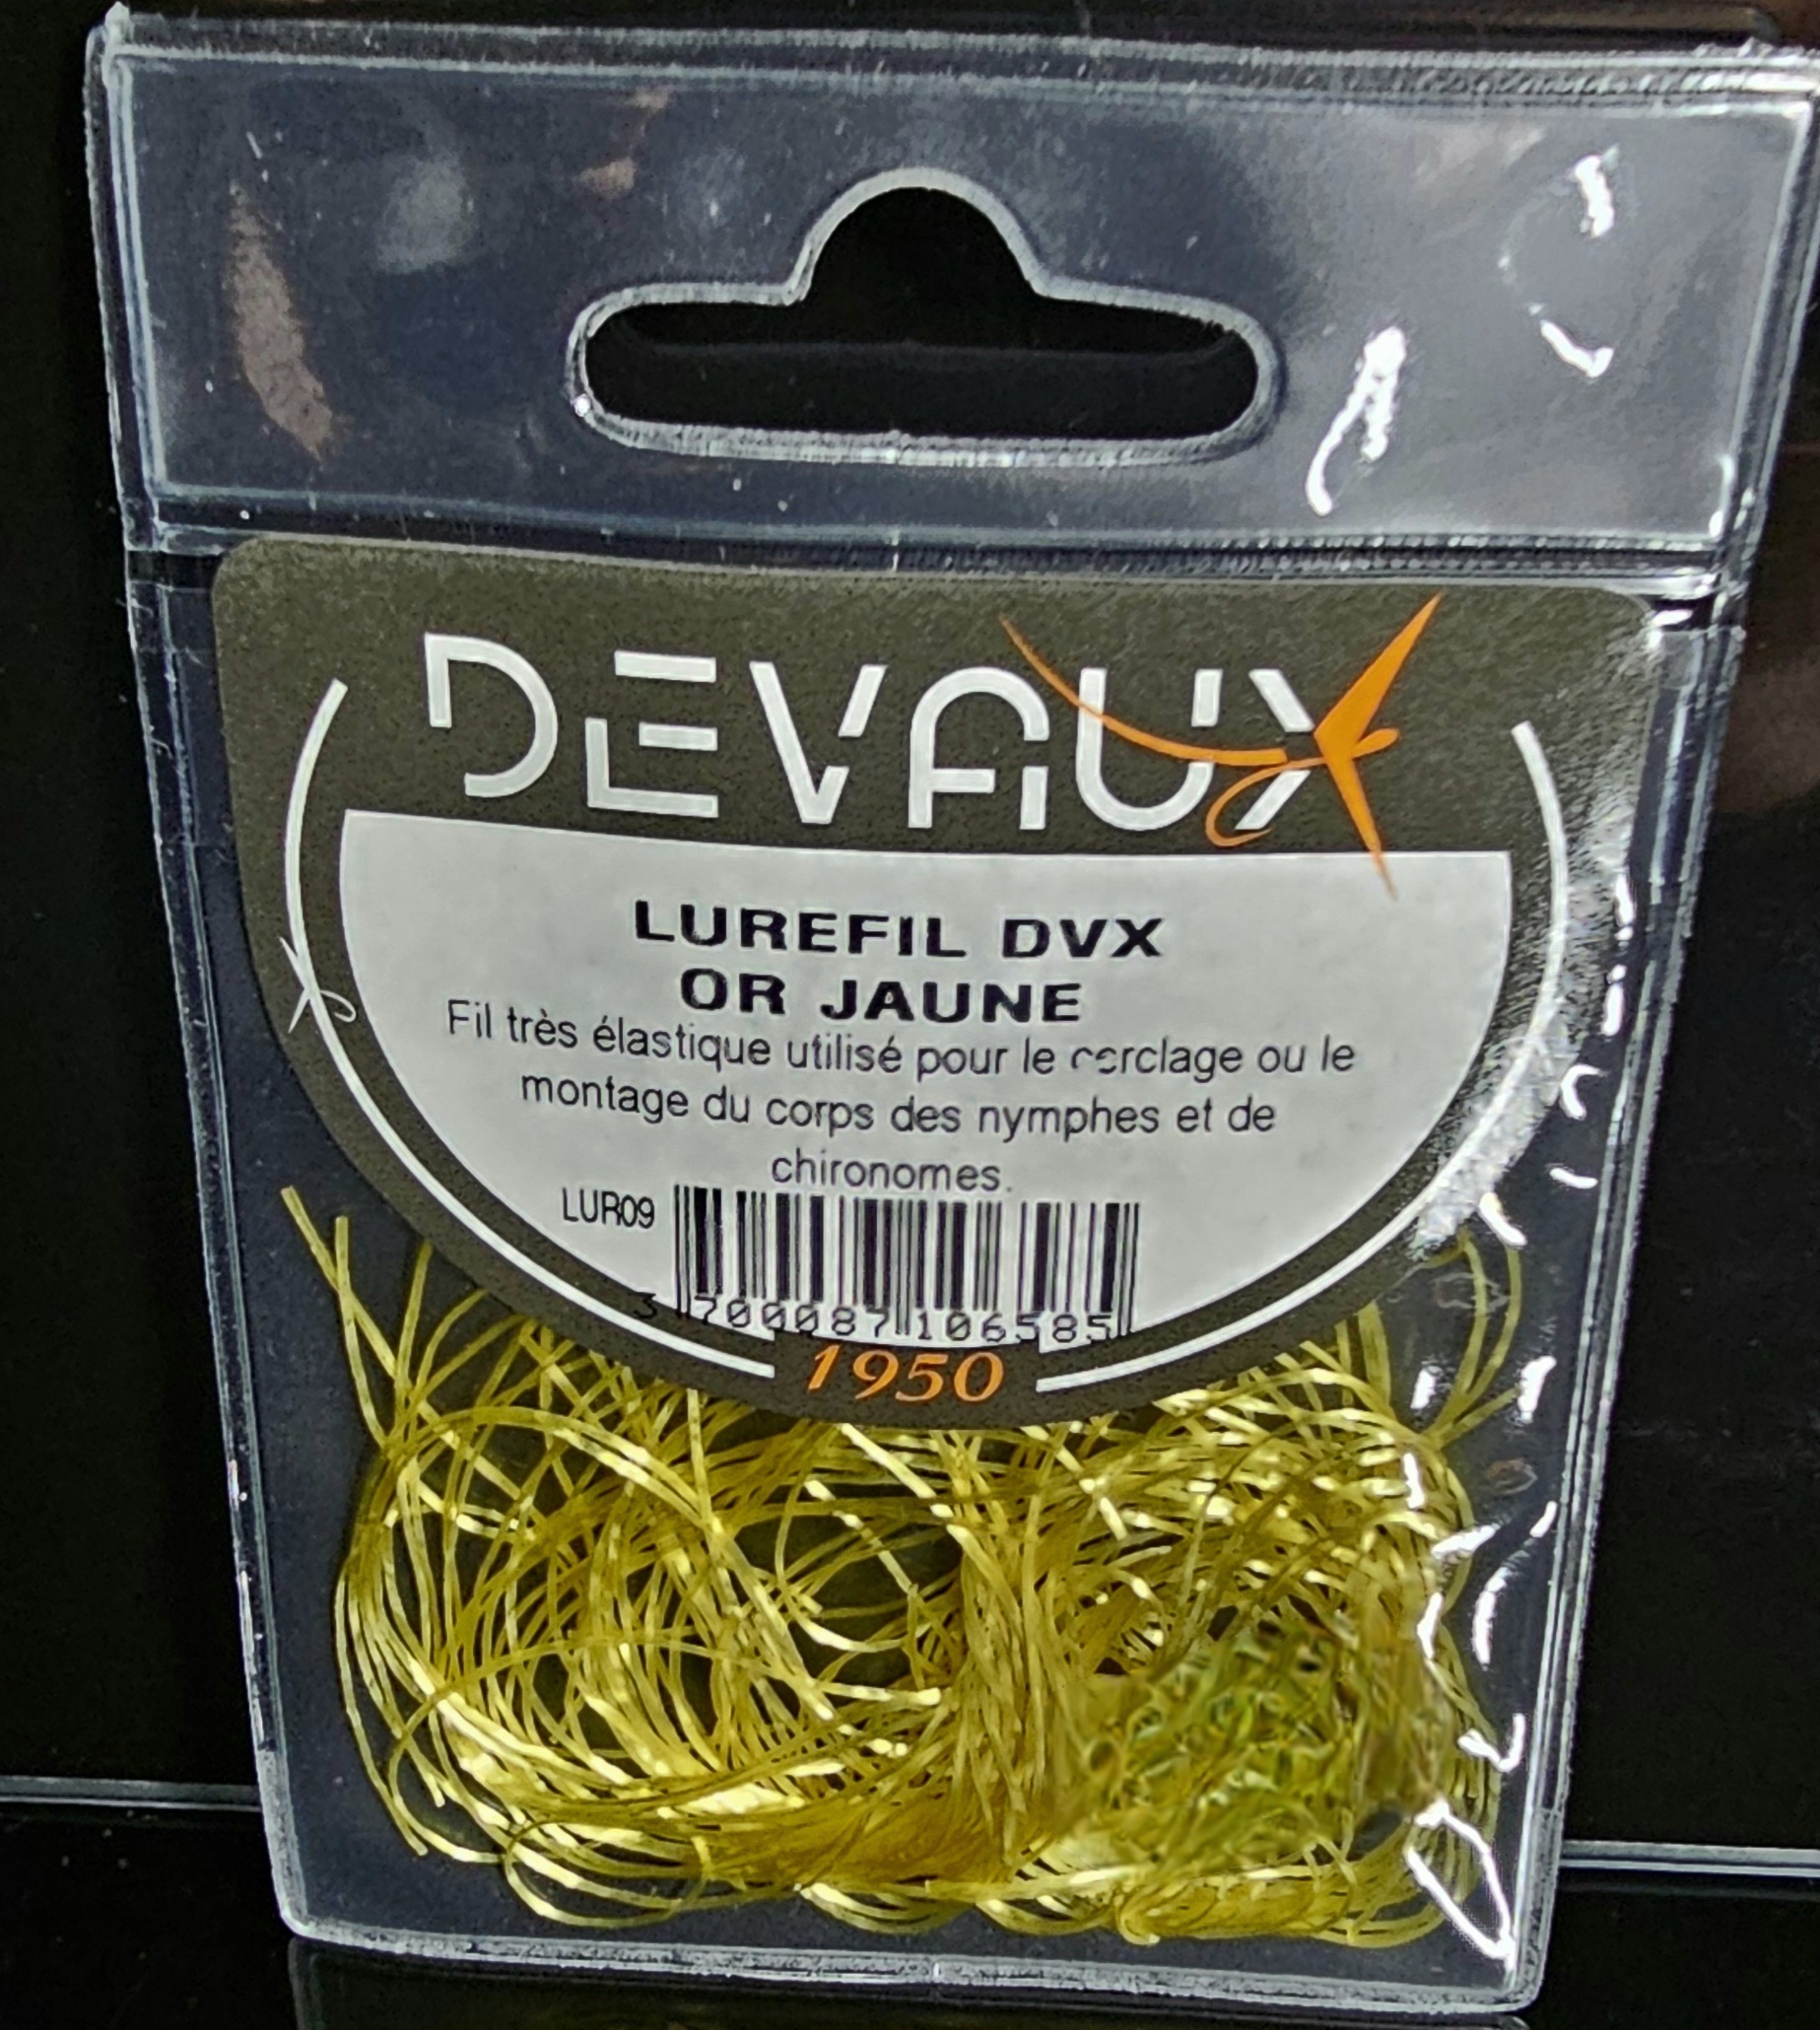 DEVAUX
LUREFIL DVX
OR JAUNE
Fil très élastique utilisé pour le cerclage ou le
montage du corps des nymphes et de
chironomes.
LUR09
3 700087 106585
1950